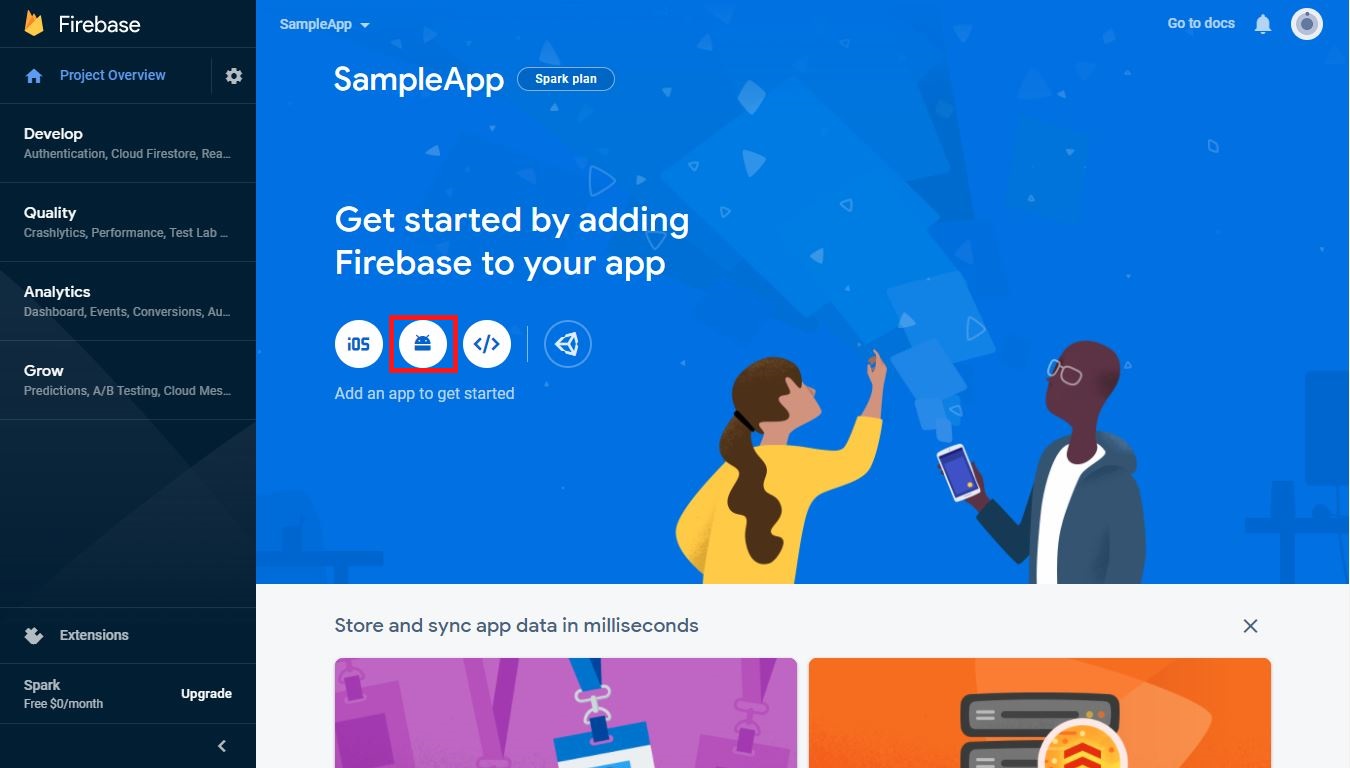 Firebase
SampleApp
Go to docs
Project Overview
SampleApp
Spark plan
Develop
Authentication, Cloud Firestore, Rea...
Quality
Crashlytics, Performance, Test Lab ...
Analytics
Dashboard, Events, Conversions, Au...
Grow
Predictions, A/B Testing, Cloud Mes...
Get started by adding
Firebase to your app
iOS
</>
Add an app to get started
Extensions
Spark
Free $0/month
Upgrade
Store and sync app data in milliseconds